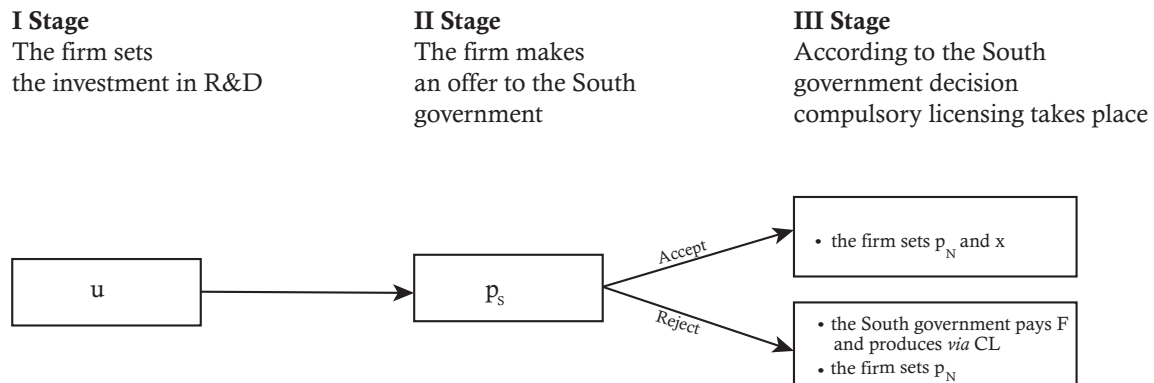 I Stage
The firm sets
the investment in R&D
II Stage
The firm makes
an offer to the South
government
III Stage
According to the South
government decision
compulsory licensing takes place
u
p_S
Accept
Reject
• the firm sets p_N and x
• the South government pays F
and produces via CL
• the firm sets p_N